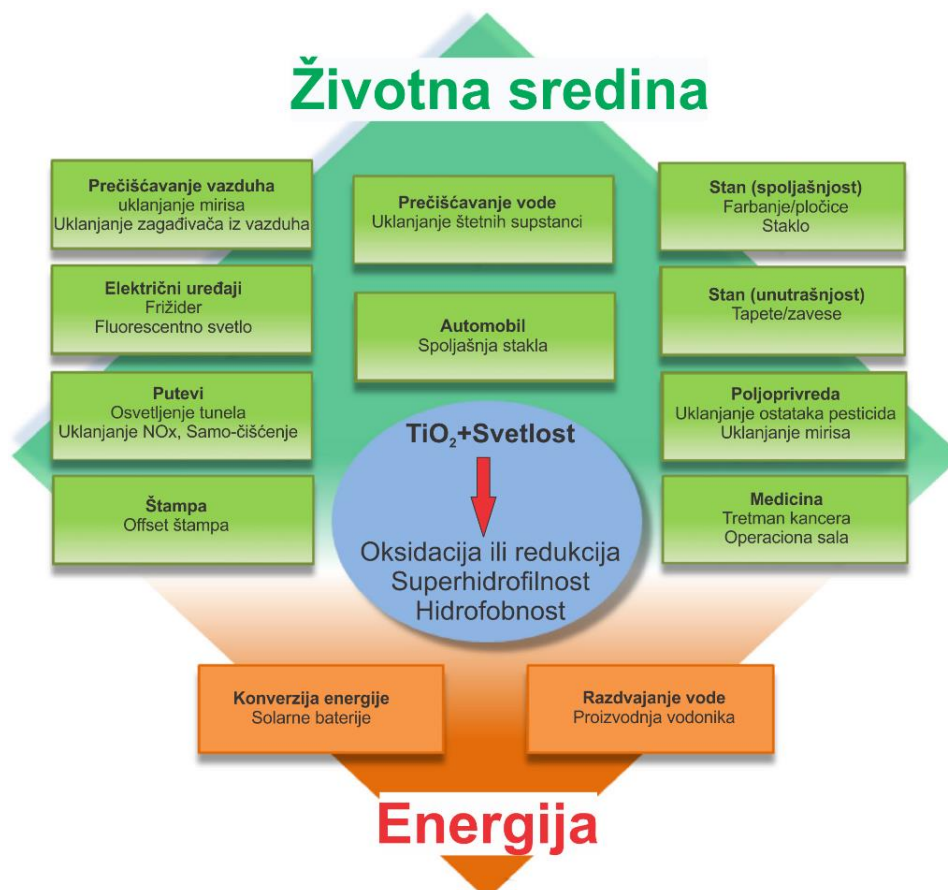 Životna sredina
Prečišćavanje vazduha
uklanjanje mirisa
Uklanjanje zagađivača iz vazduha
Prečišćavanje vode
Uklanjanje štetnih supstanci
Stan (spoljašnjost)
Farbanje/pločice
Staklo
Električni uređaji
Frižider
Fluorescentno svetlo
Automobil
Spoljašnja stakla
Stan (unutrašnjost)
Tapete/zavese
Putevi
Osvetljenje tunela
Uklanjanje NOx, Samo-čišćenje
Poljoprivreda
Uklanjanje ostataka pesticida
Uklanjanje mirisa
Štampa
Offset štampa
TiO₂+Svetlost
Oksidacija ili redukcija
Superhidrofilnost
Hidrofobnost
Medicina
Tretman kancera
Operaciona sala
Konverzija energije
Solarne baterije
Razdvajanje vode
Proizvodnja vodonika
Energija